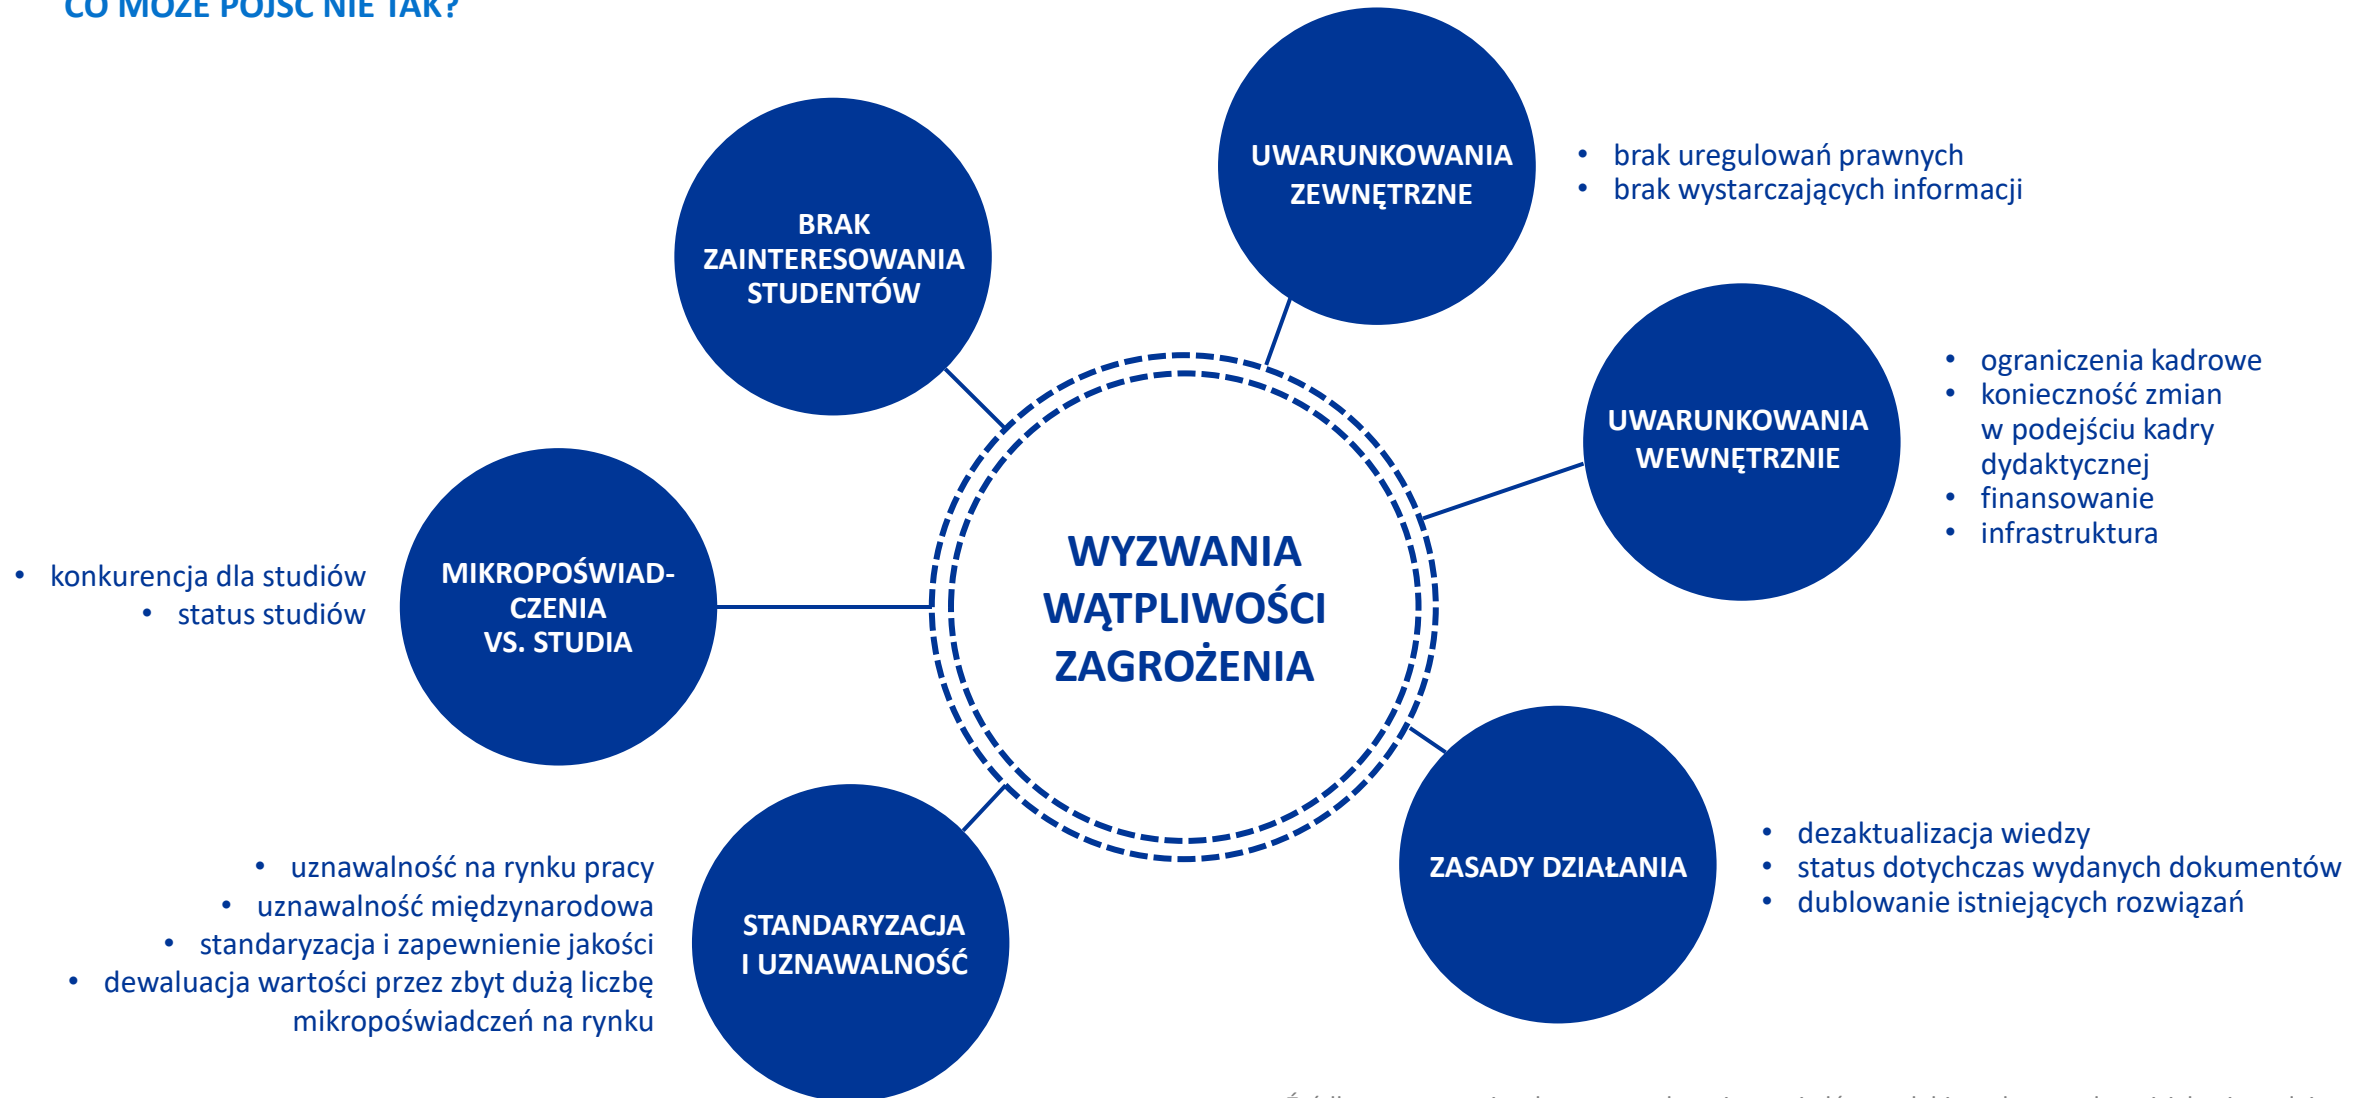 CO MOŻE PÓJŚĆ NIE TAK?
UWARUNKOWANIA
ZEWNĘTRZNE
• brak uregulowań prawnych
• brak wystarczających informacji
BRAK
ZAINTERESOWANIA
STUDENTÓW
UWARUNKOWANIA
WEWNĘTRZNIE
• ograniczenia kadrowe
• konieczność zmian
w podejściu kadry
dydaktycznej
• finansowanie
• infrastruktura
WYZWANIA
WĄTPLIWOŚCI
ZAGROŻENIA
• konkurencja dla studiów
• status studiów
MIKROPOŚWIAD-
CZENIA
VS. STUDIA
ZASADY DZIAŁANIA
• dezaktualizacja wiedzy
• status dotychczas wydanych dokumentów
• dublowanie istniejących rozwiązań
• uznawalność na rynku pracy
• uznawalność międzynarodowa
• standaryzacja i zapewnienie jakości
• dewaluacja wartości przez zbyt dużą liczbę
mikropoświadczeń na rynku
STANDARYZACJA
I UZNAWALNOŚĆ